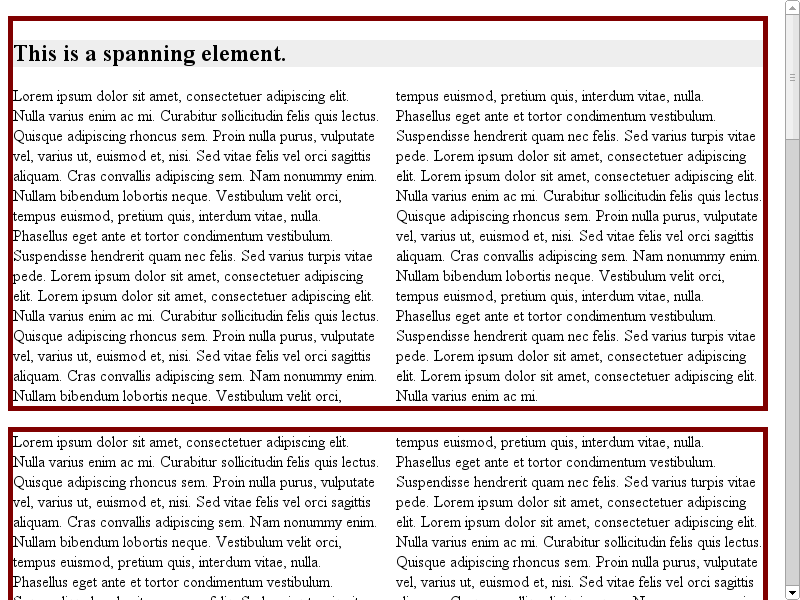 This is a spanning element.
Lorem ipsum dolor sit amet, consectetuer adipiscing elit.
Nulla varius enim ac mi. Curabitur sollicitudin felis quis lectus.
Quisque adipiscing rhoncus sem. Proin nulla purus, vulputate
vel, varius ut, euismod et, nisi. Sed vitae felis vel orci sagittis
aliquam. Cras convallis adipiscing sem. Nam nonummy enim.
Nullam bibendum lobortis neque. Vestibulum velit orci,
tempus euismod, pretium quis, interdum vitae, nulla.
Phasellus eget ante et tortor condimentum vestibulum.
Suspendisse hendrerit quam nec felis. Sed varius turpis vitae
pede. Lorem ipsum dolor sit amet, consectetuer adipiscing
elit. Lorem ipsum dolor sit amet, consectetuer adipiscing elit.
Nulla varius enim ac mi. Curabitur sollicitudin felis quis lectus.
Quisque adipiscing rhoncus sem. Proin nulla purus, vulputate
vel, varius ut, euismod et, nisi. Sed vitae felis vel orci sagittis
aliquam. Cras convallis adipiscing sem. Nam nonummy enim.
Nullam bibendum lobortis neque. Vestibulum velit orci,
tempus euismod, pretium quis, interdum vitae, nulla.
Phasellus eget ante et tortor condimentum vestibulum.
Suspendisse hendrerit quam nec felis. Sed varius turpis vitae
pede. Lorem ipsum dolor sit amet, consectetuer adipiscing
elit. Lorem ipsum dolor sit amet, consectetuer adipiscing elit.
Nulla varius enim ac mi. Curabitur sollicitudin felis quis lectus.
Quisque adipiscing rhoncus sem. Proin nulla purus, vulputate
vel, varius ut, euismod et, nisi. Sed vitae felis vel orci sagittis
aliquam. Cras convallis adipiscing sem. Nam nonummy enim.
Nullam bibendum lobortis neque. Vestibulum velit orci,
tempus euismod, pretium quis, interdum vitae, nulla.
Phasellus eget ante et tortor condimentum vestibulum.
Suspendisse hendrerit quam nec felis. Sed varius turpis vitae
pede. Lorem ipsum dolor sit amet, consectetuer adipiscing
elit. Lorem ipsum dolor sit amet, consectetuer adipiscing elit.
Nulla varius enim ac mi.
Lorem ipsum dolor sit amet, consectetuer adipiscing elit.
Nulla varius enim ac mi. Curabitur sollicitudin felis quis lectus.
Quisque adipiscing rhoncus sem. Proin nulla purus, vulputate
vel, varius ut, euismod et, nisi. Sed vitae felis vel orci sagittis
aliquam. Cras convallis adipiscing sem. Nam nonummy enim.
Nullam bibendum lobortis neque. Vestibulum velit orci,
tempus euismod, pretium quis, interdum vitae, nulla.
Phasellus eget ante et tortor condimentum vestibulum.
tempus euismod, pretium quis, interdum vitae, nulla.
Phasellus eget ante et tortor condimentum vestibulum.
Suspendisse hendrerit quam nec felis. Sed varius turpis vitae
pede. Lorem ipsum dolor sit amet, consectetuer adipiscing
elit. Lorem ipsum dolor sit amet, consectetuer adipiscing elit.
Nulla varius enim ac mi. Curabitur sollicitudin felis quis lectus.
Quisque adipiscing rhoncus sem. Proin nulla purus, vulputate
vel, varius ut, euismod et, nisi. Sed vitae felis vel orci sagittis